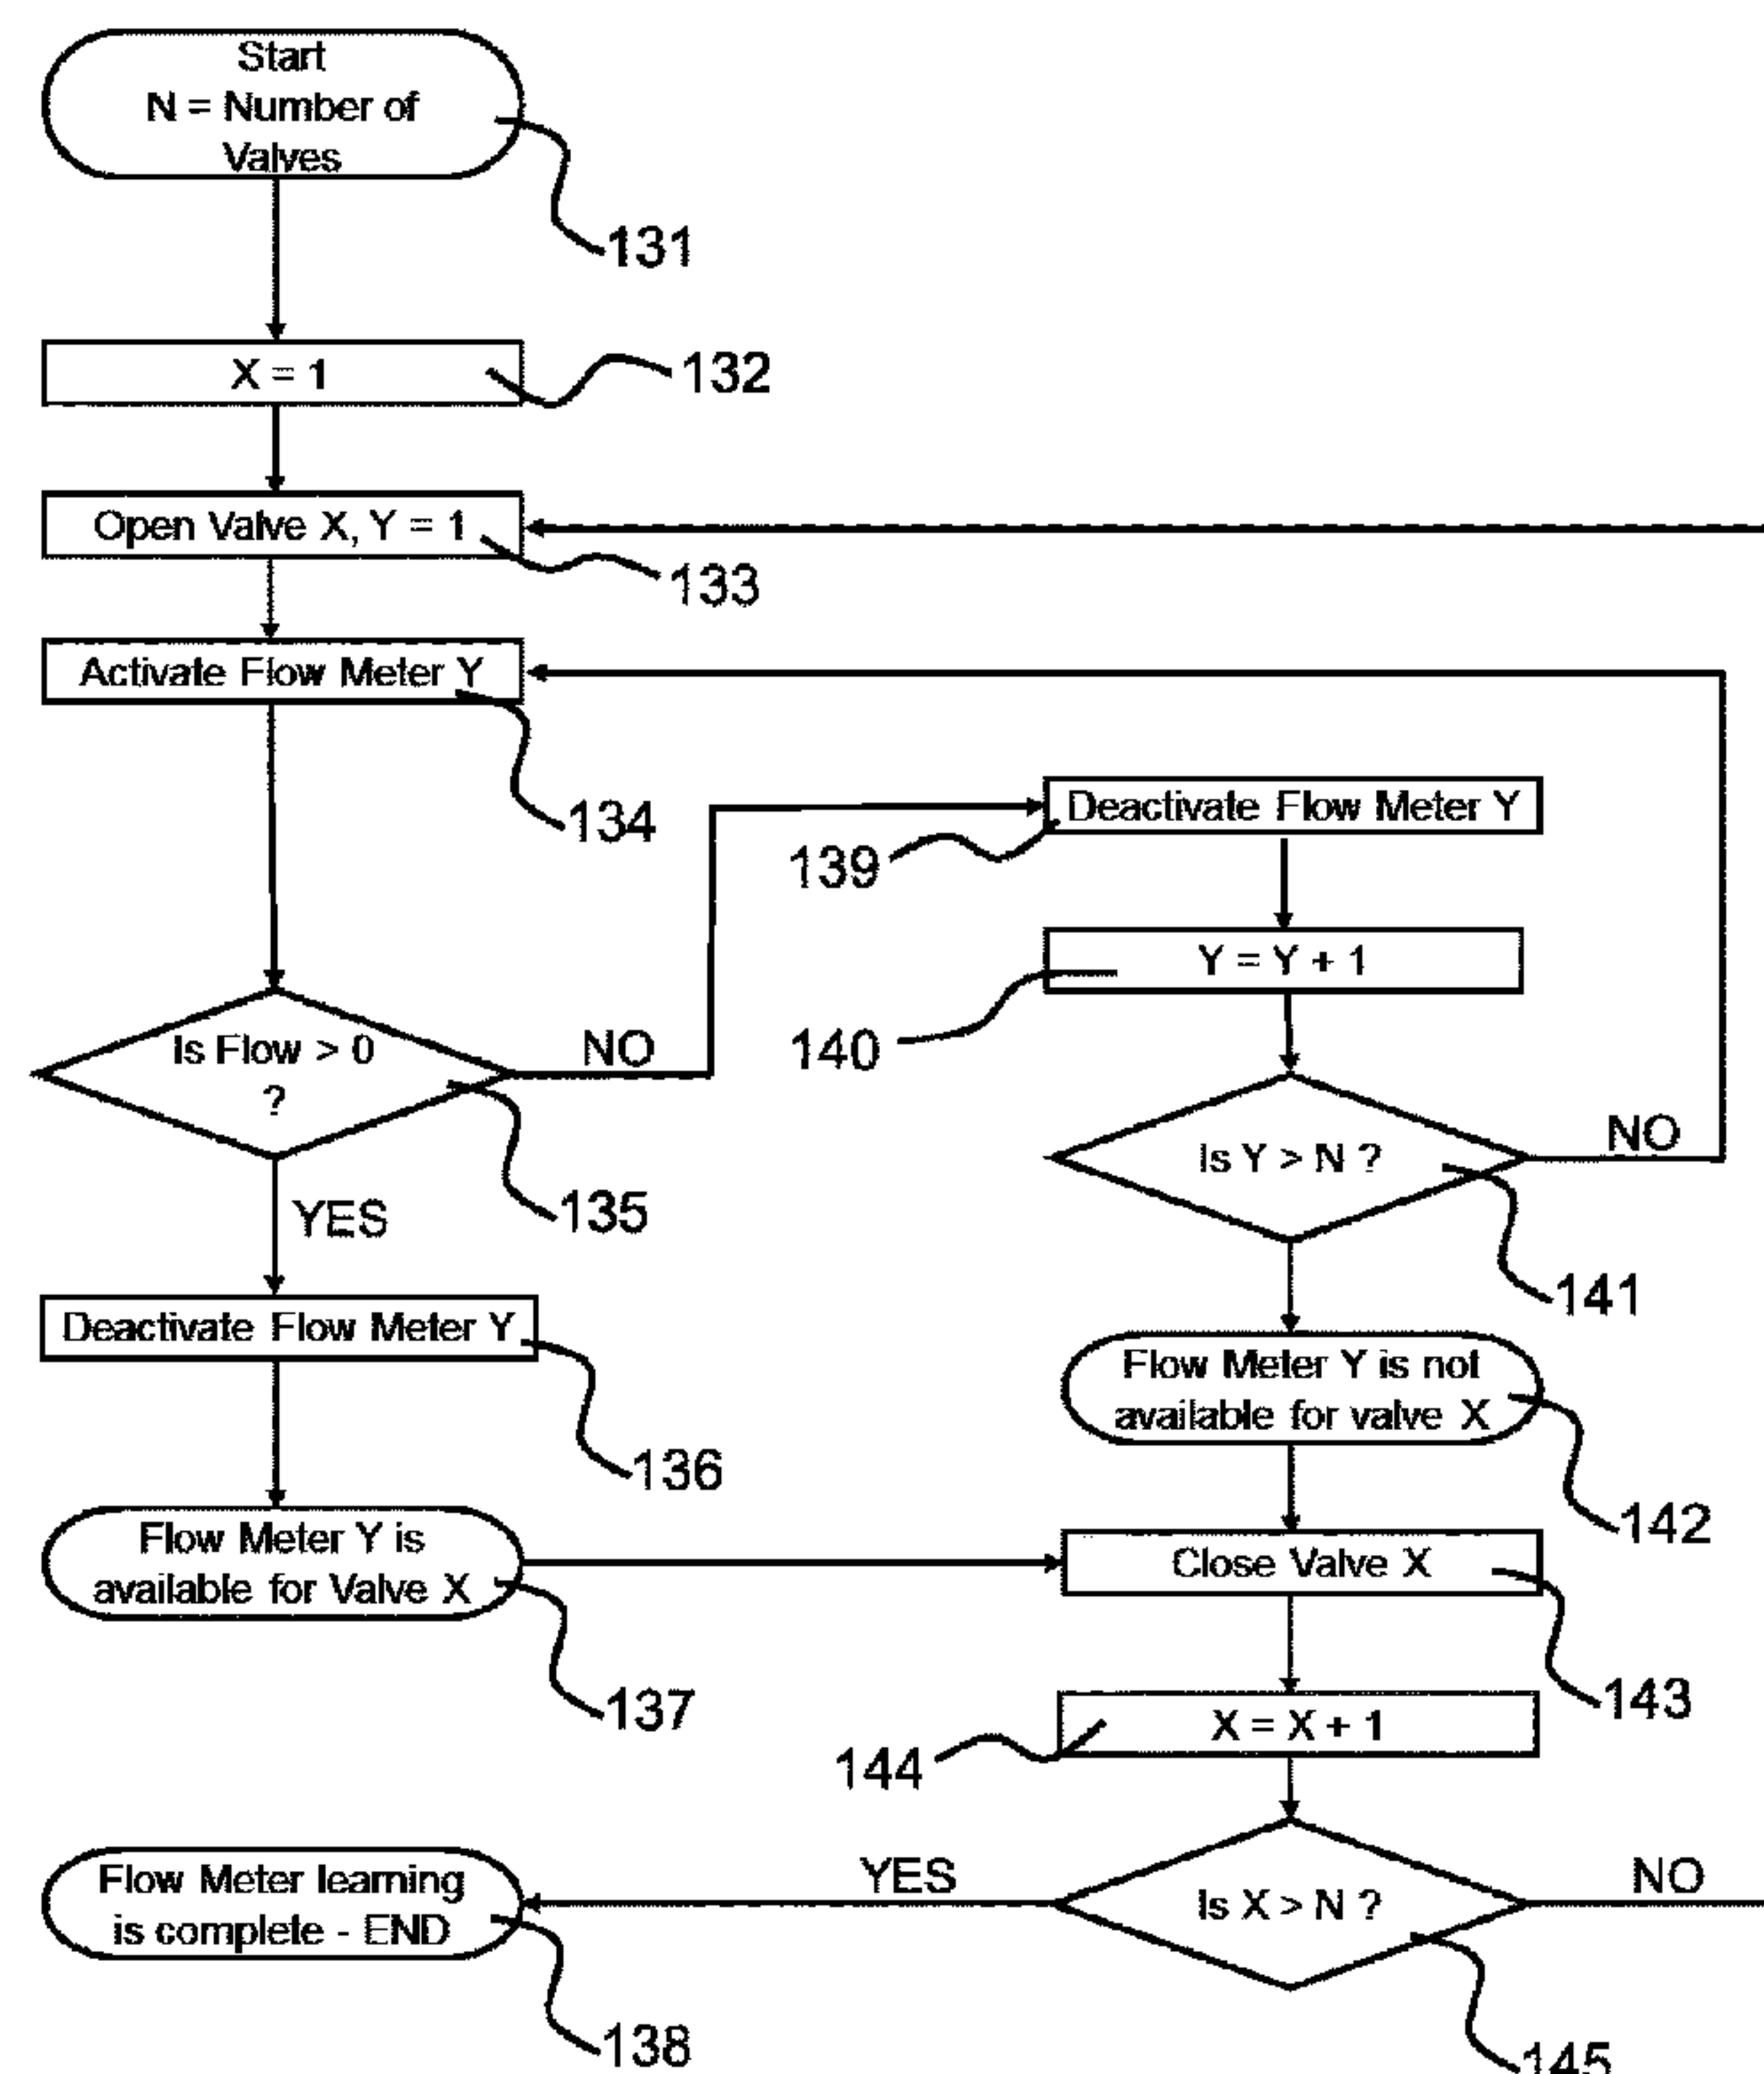 Start
N = Number of
Valves
131
X = 1
132
Open Valve X, Y = 1
133
Activate Flow Meter Y
134
Is Flow > 0
?
135
NO
YES
Deactivate Flow Meter Y
136
Flow Meter Y is
available for Valve X
137
Flow Meter learning
is complete - END
138
Deactivate Flow Meter Y
139
Y = Y + 1
140
Is Y > N ?
NO
141
Flow Meter Y is not
available for valve X
142
Close Valve X
143
X = X + 1
144
Is X > N ?
YES
NO
145